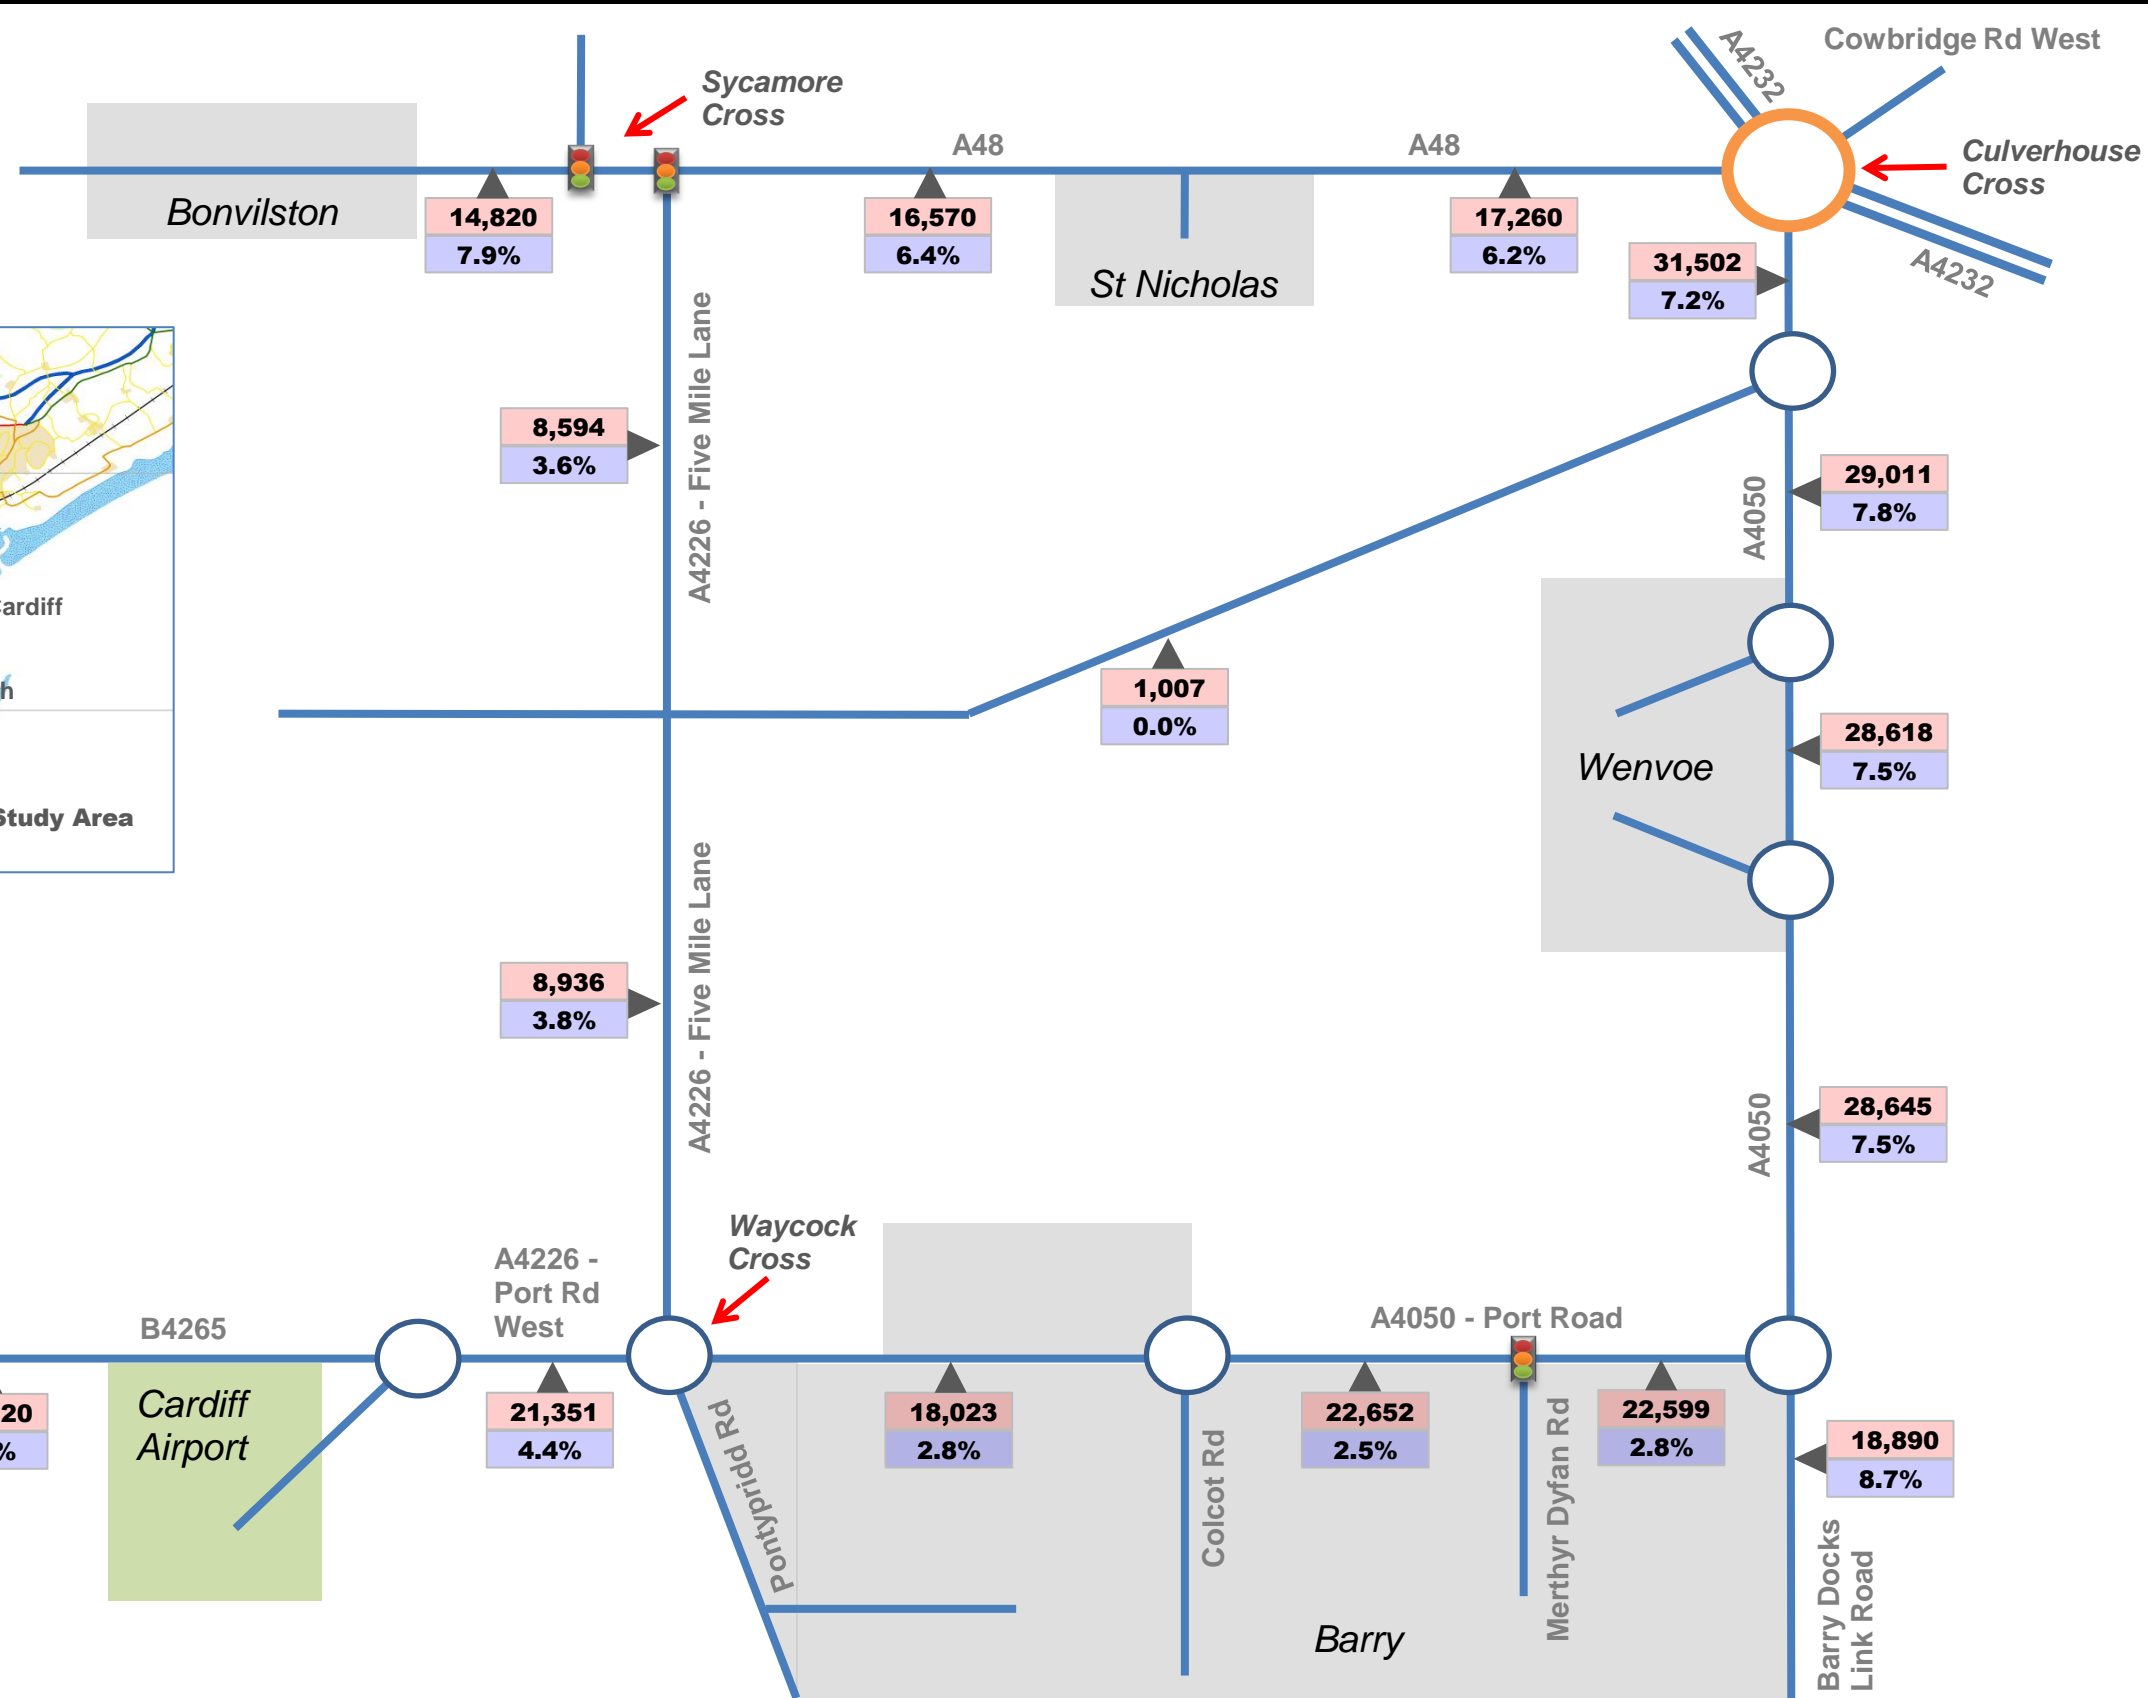 A4232
Cowbridge Rd West
Sycamore
Cross
A48
A48
Culverhouse
Cross
Bonvilston
14,820
7.9%
16,570
6.4%
17,260
6.2%
St Nicholas
31,502
7.2%
A4232
A4226 - Five Mile Lane
8,594
3.6%
29,011
7.8%
A4050
ardiff
h
1,007
0.0%
28,618
7.5%
Wenvoe
Study Area
A4226 - Five Mile Lane
8,936
3.8%
28,645
7.5%
A4050
Waycock
Cross
A4226 -
Port Rd
West
B4265
A4050 - Port Road
Cardiff
Airport
20
%
21,351
4.4%
Pontypridd Rd
18,023
2.8%
Colcot Rd
22,652
2.5%
Merthyr Dyfan Rd
22,599
2.8%
18,890
8.7%
Barry
Barry Docks
Link Road